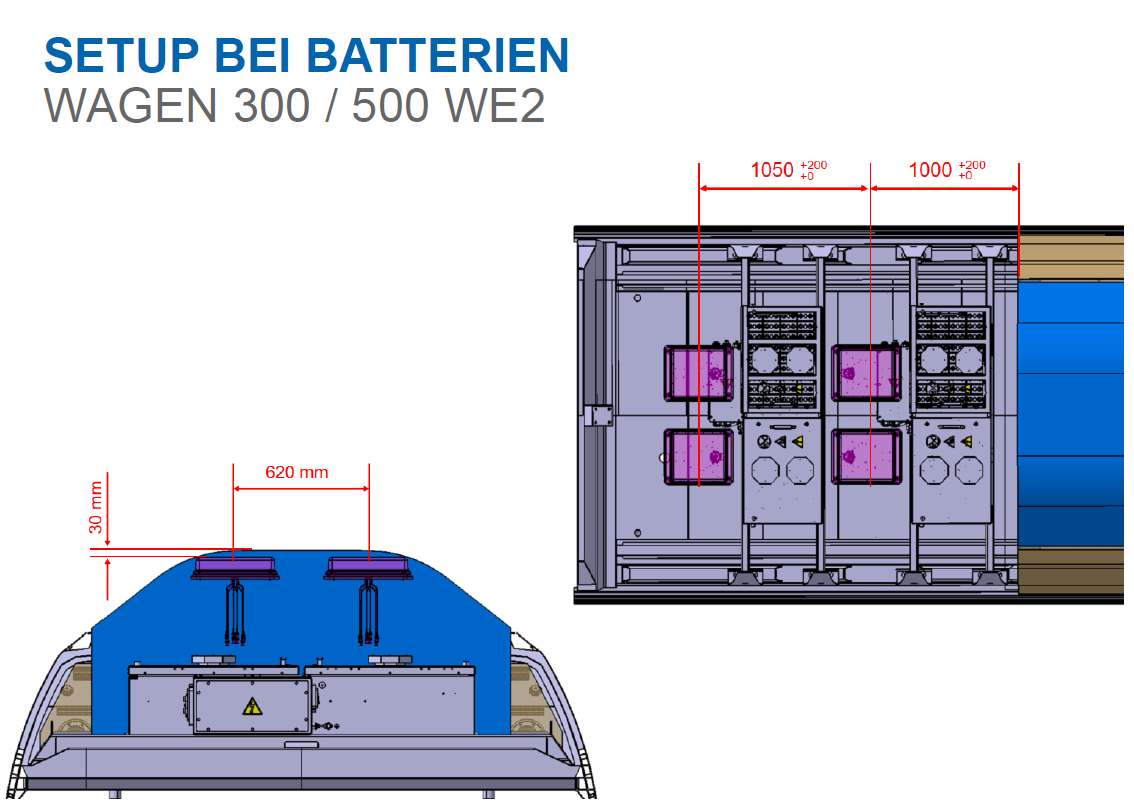 SETUP BEI BATTERIEN
WAGEN 300 / 500 WE2
1050 +200 +0
1000 +200 +0
620 mm
30 mm